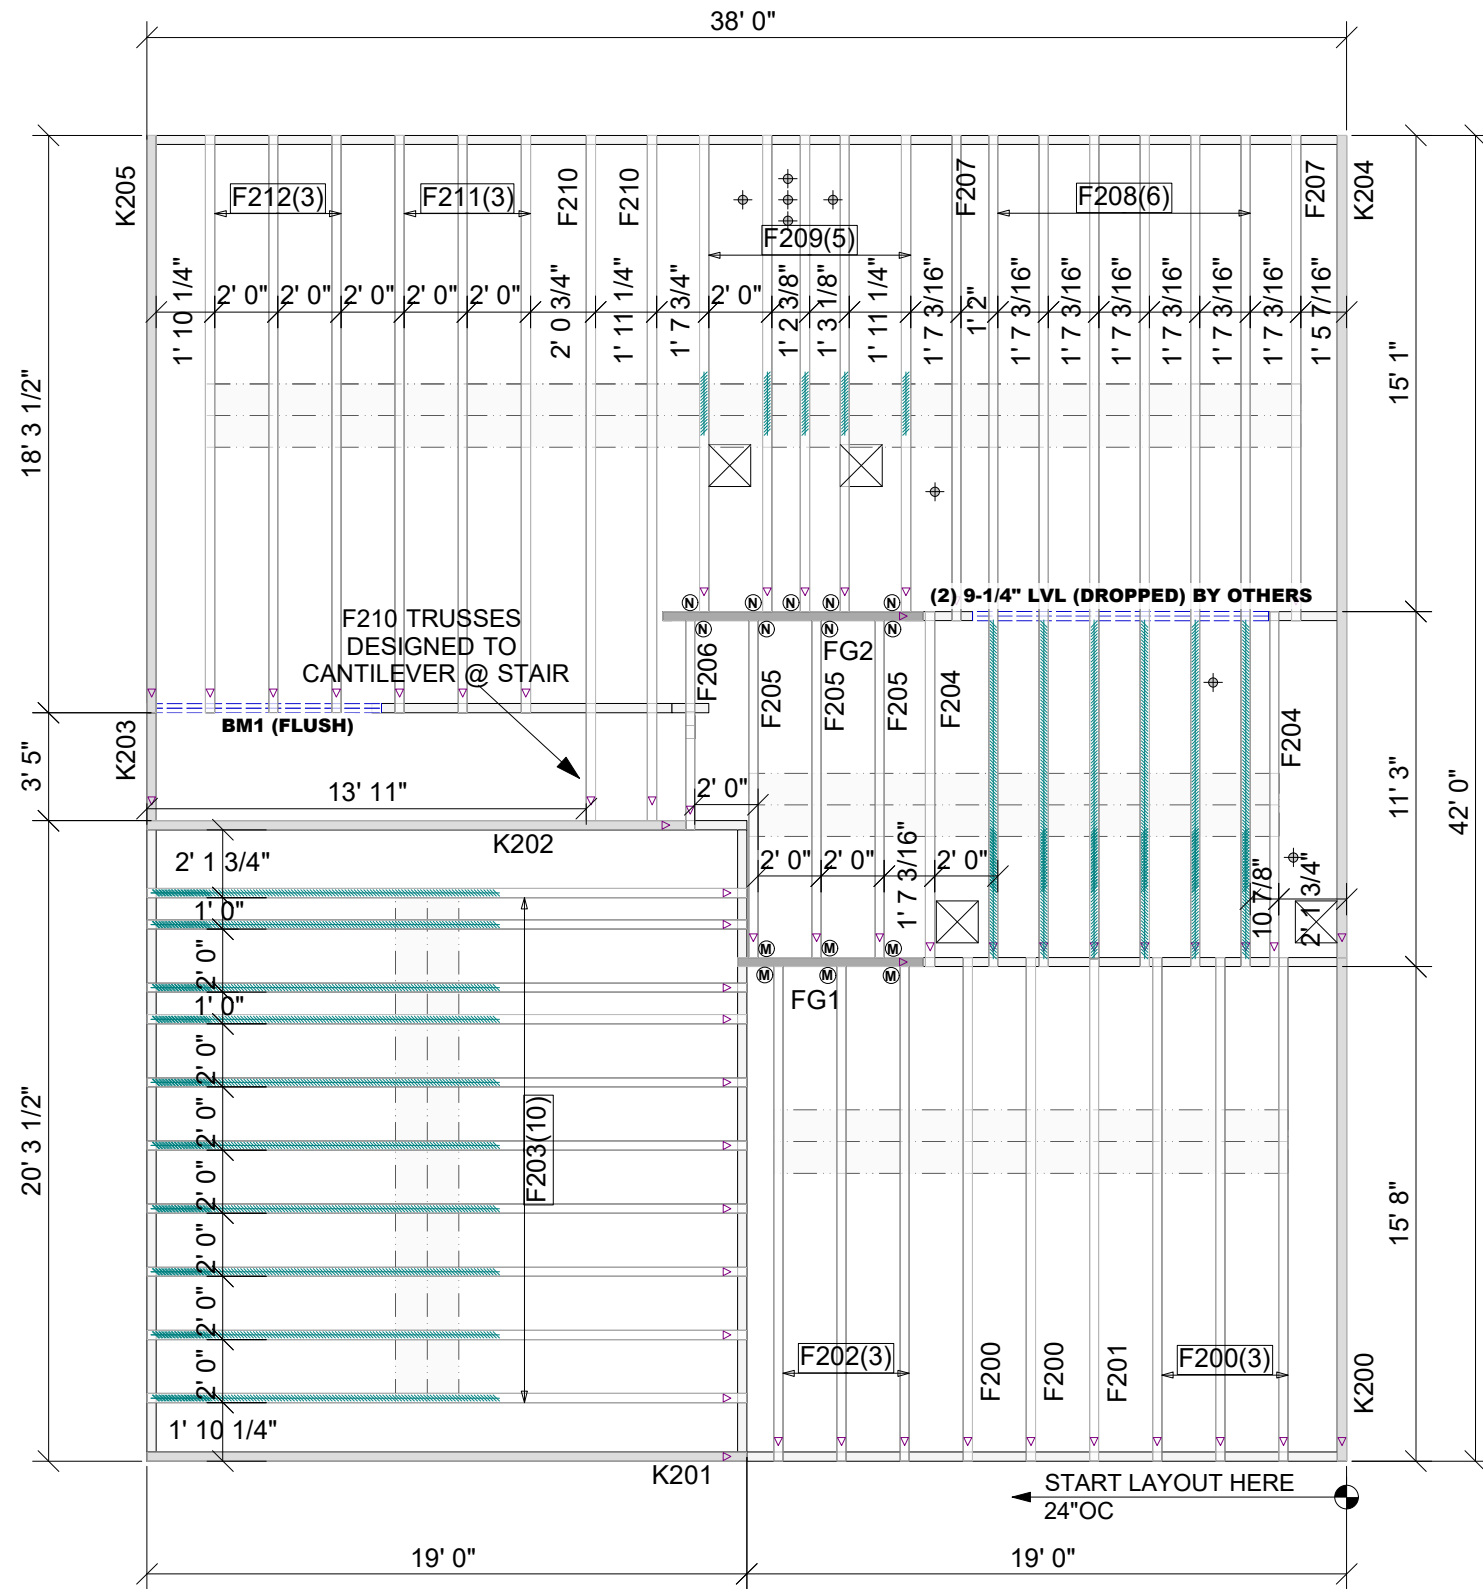 38' 0"
K205
F212(3)
F211(3)
F210
F210
F209(5)
F207
F208(6)
F207
K204
1' 10 1/4"
2' 0"
2' 0"
2' 0"
2' 0"
2' 0"
2' 0 3/4"
1' 11 1/4"
1' 7 3/4"
2' 0"
1' 2 3/8"
1' 3 1/8"
1' 11 1/4"
1' 7 3/16"
1' 2"
1' 7 3/16"
1' 7 3/16"
1' 7 3/16"
1' 7 3/16"
1' 7 3/16"
1' 7 3/16"
1' 5 7/16"
18' 3 1/2"
15' 1"
(2) 9-1/4" LVL (DROPPED) BY OTHERS
N
N
N
N
N
N
N
N
N
F210 TRUSSES
DESIGNED TO
CANTILEVER @ STAIR
FG2
F206
F205
F205
F205
F204
F204
BM1 (FLUSH)
K203
3' 5"
13' 11"
2' 0"
11' 3"
42' 0"
K202
2' 1 3/4"
2' 0"
2' 0"
1' 7 3/16"
2' 0"
10 7/8"
2' 1 3/4"
1' 0"
2' 0"
1' 0"
2' 0"
2' 0"
2' 0"
2' 0"
2' 0"
2' 0"
1' 10 1/4"
M
M
M
M
M
M
FG1
F203(10)
20' 3 1/2"
15' 8"
F202(3)
F200
F200
F201
F200(3)
K200
K201
START LAYOUT HERE
24"OC
19' 0"
19' 0"